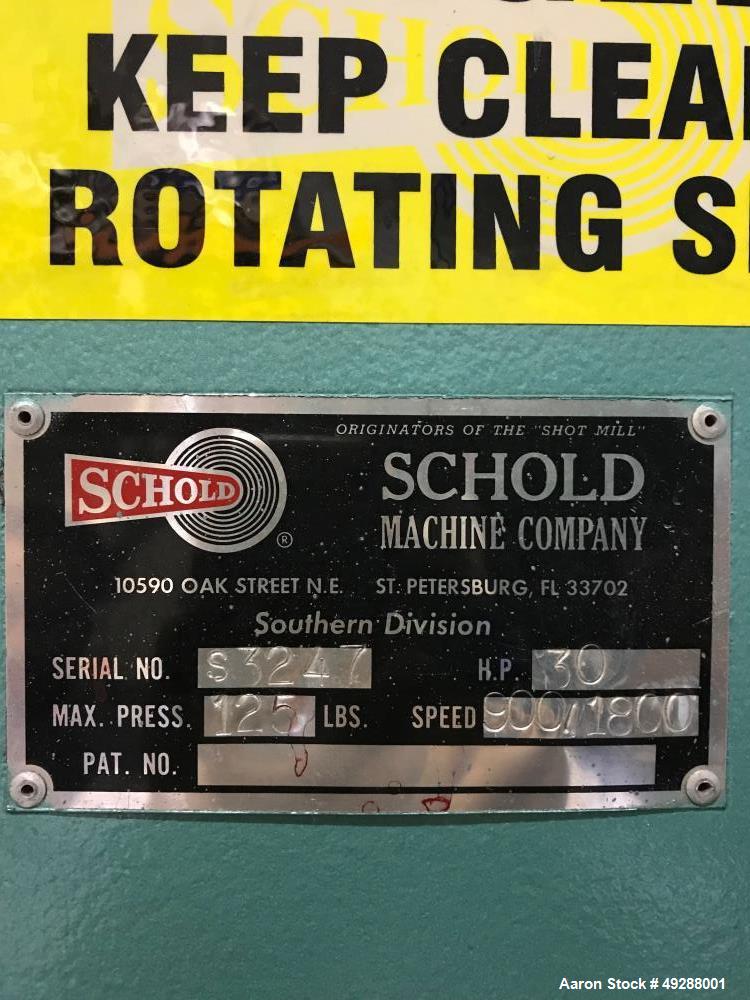 KEEP CLEA
ROTATING S
ORIGINATORS OF THE "SHOT MILL"
SCHOLD
®
SCHOLD
MACHINE COMPANY
10590 OAK STREET N.E. ST. PETERSBURG, FL 33702
Southern Division
SERIAL NO. S3247 H.P. 30
MAX. PRESS. 125 LBS. SPEED 900/1800
PAT. NO.
Aaron Stock # 49288001